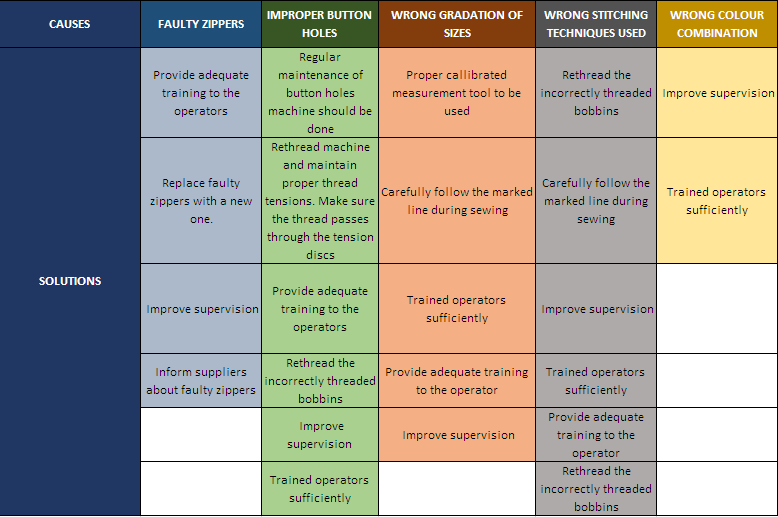 CAUSES
FAULTY ZIPPERS
IMPROPER BUTTON
HOLES
WRONG GRADATION OF
SIZES
WRONG STITCHING
TECHNIQUES USED
WRONG COLOUR
COMBINATION
SOLUTIONS
Provide adequate
training to the
operators
Regular
maintenance of
button holes
machine should be
done
Proper callibrated
measurement tool to be
used
Rethread the
incorrectly threaded
bobbins
Improve supervision
Replace faulty
zippers with a new
one.
Rethread machine
and maintain
proper thread
tensions. Make sure
the thread passes
through the tension
discs
Carefully follow the marked
line during sewing
Carefully follow the
marked line during
sewing
Trained operators
sufficiently
Improve supervision
Provide adequate
training to the
operators
Trained operators
sufficiently
Improve supervision
Inform suppliers
about faulty zippers
Rethread the
incorrectly threaded
bobbins
Provide adequate training
to the operator
Trained operators
sufficiently
Improve
supervision
Improve supervision
Provide adequate
training to the
operator
Trained operators
sufficiently
Rethread the
incorrectly threaded
bobbins